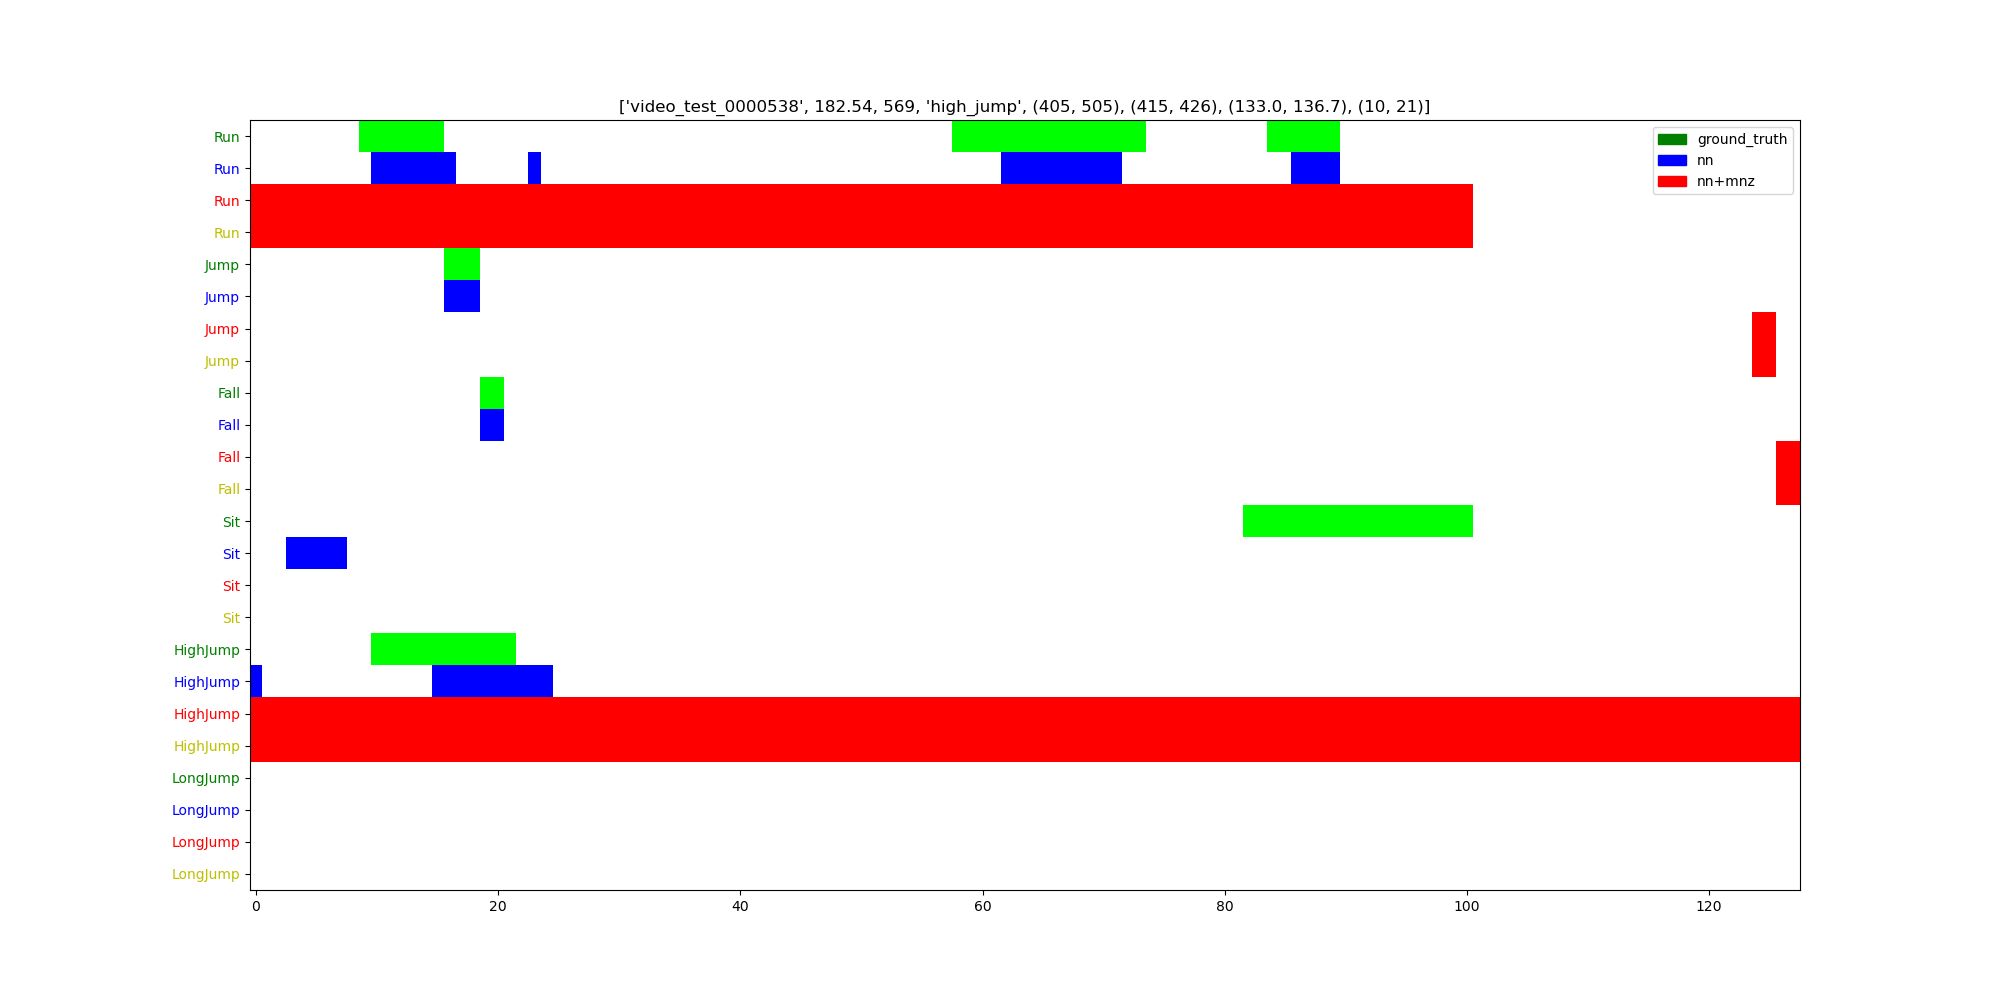 ['video_test_0000538', 182.54, 569, 'high_jump', (405, 505), (415, 426), (133.0, 136.7), (10, 21)]
ground_truth
nn
nn+mnz
Run
Run
Run
Run
Jump
Jump
Jump
Jump
Fall
Fall
Fall
Fall
Sit
Sit
Sit
Sit
HighJump
HighJump
HighJump
HighJump
LongJump
LongJump
LongJump
LongJump
0 20 40 60 80 100 120